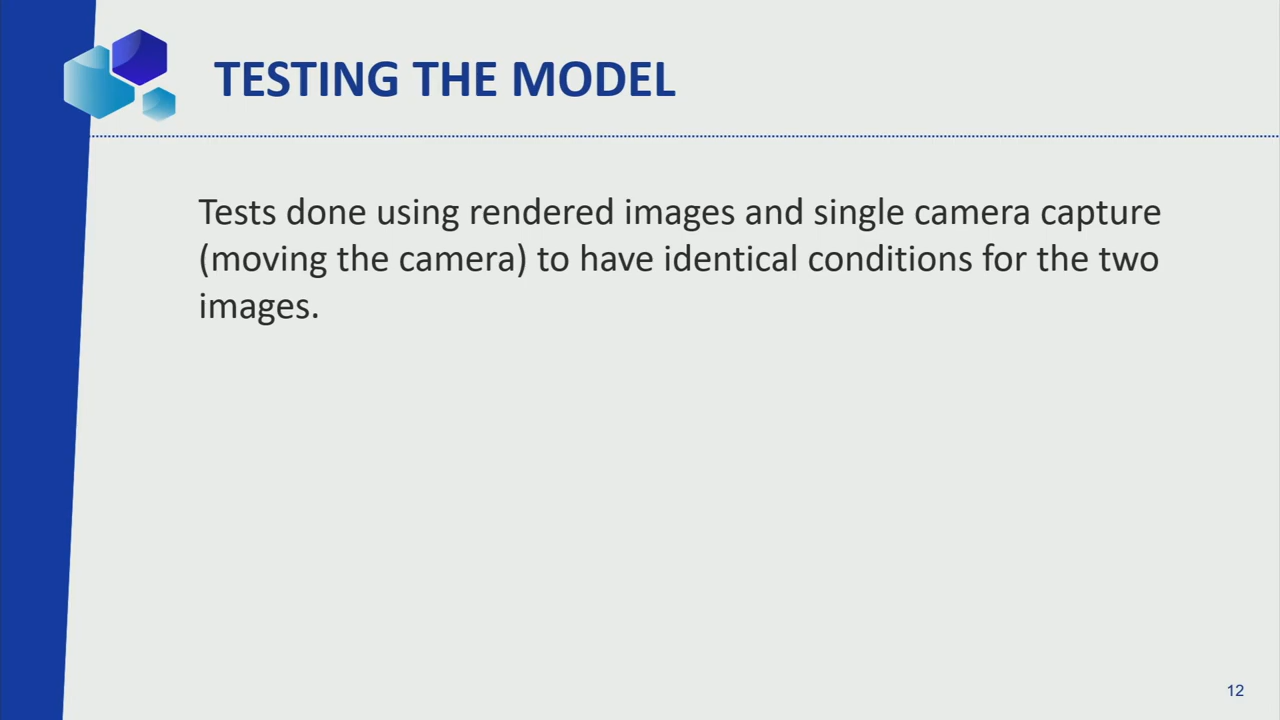 TESTING THE MODEL
Tests done using rendered images and single camera capture
(moving the camera) to have identical conditions for the two
images.
12